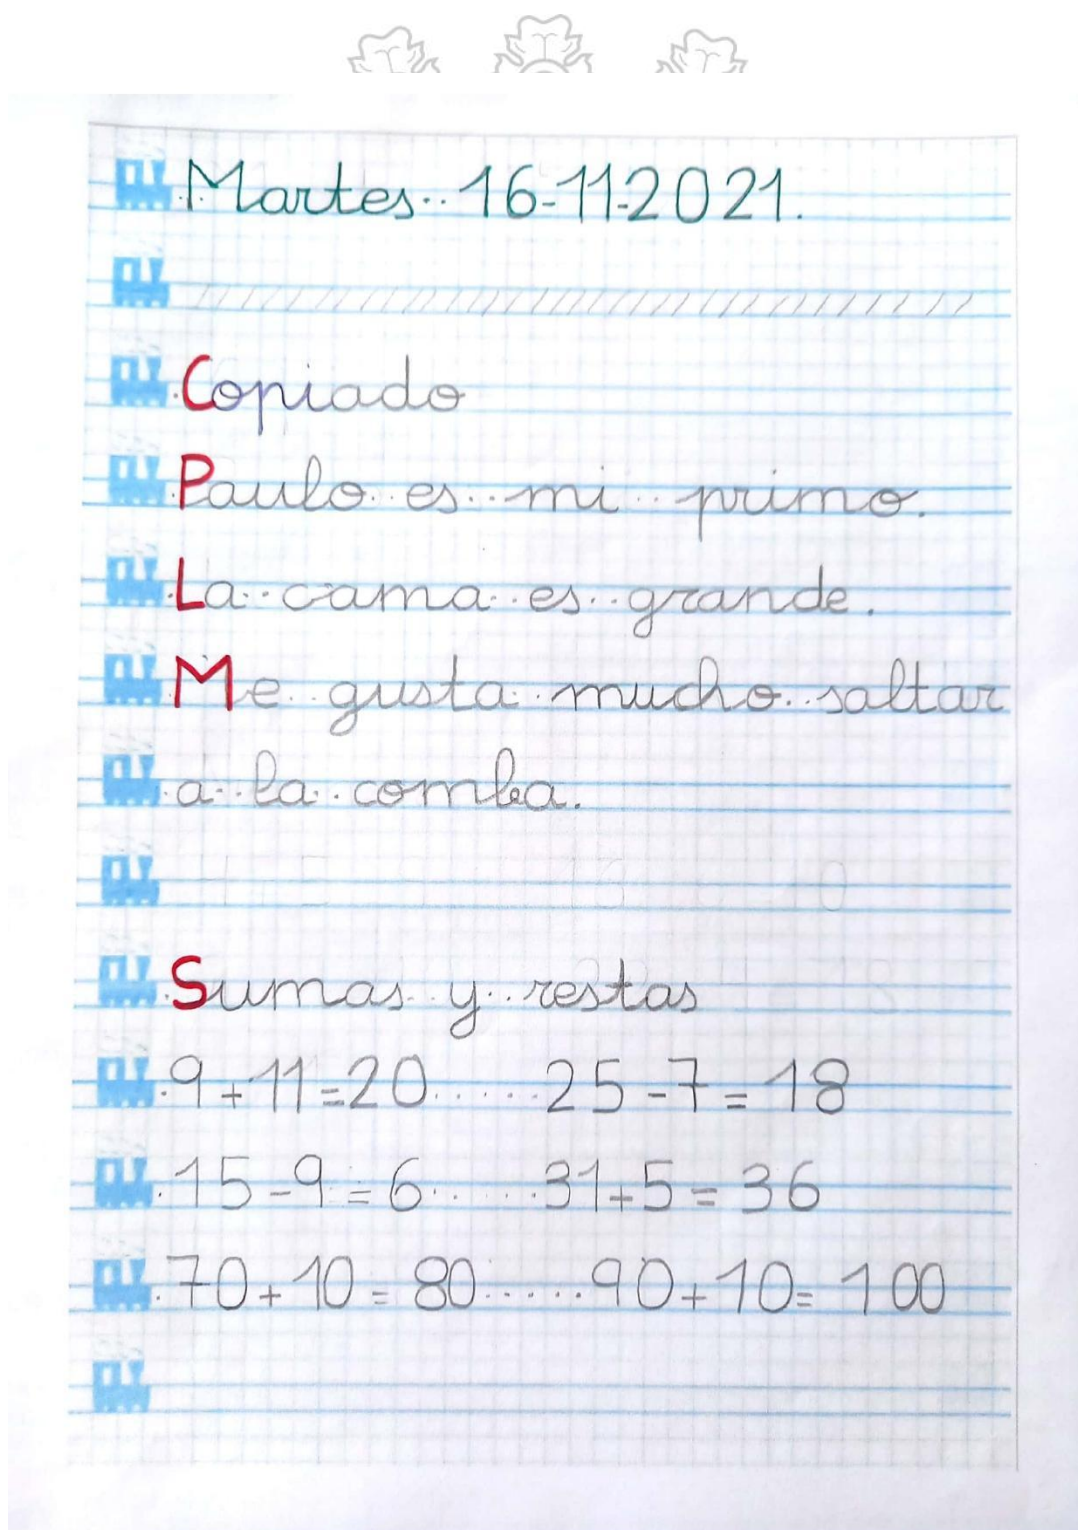 Martes 16-11-2021.
Copiado
Paulo es mi primo.
La cama es grande.
Me gusta mucho saltar
a la comba.
Sumas y restas
9+11=20 25-7=18
15-9=6 31+5=36
70+10=80 90+10=100